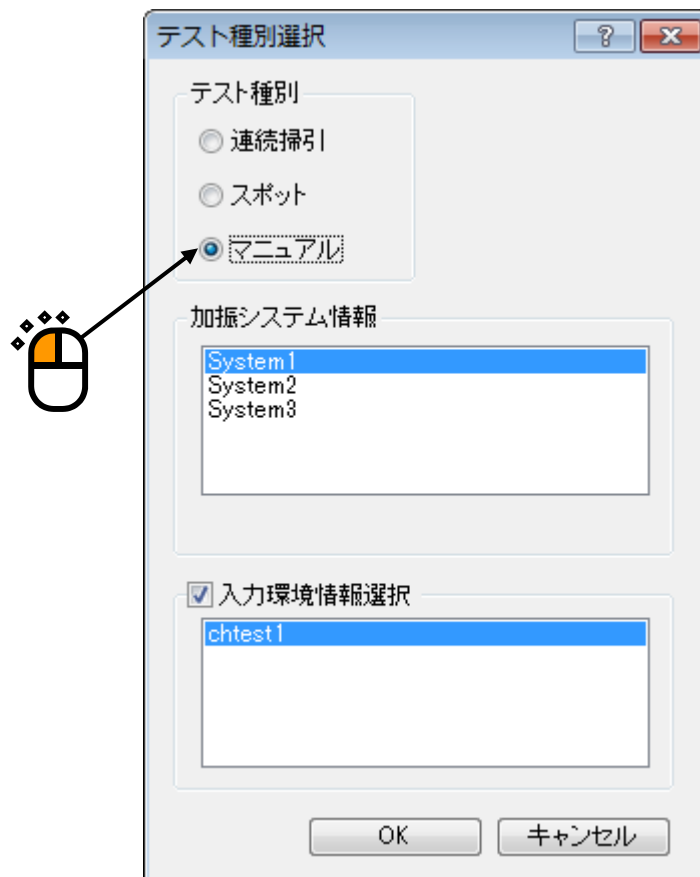 テスト種別選択
テスト種別
連続掃引
スポット
マニュアル
加振システム情報
System1
System2
System3
入力環境情報選択
chtest1
OK キャンセル